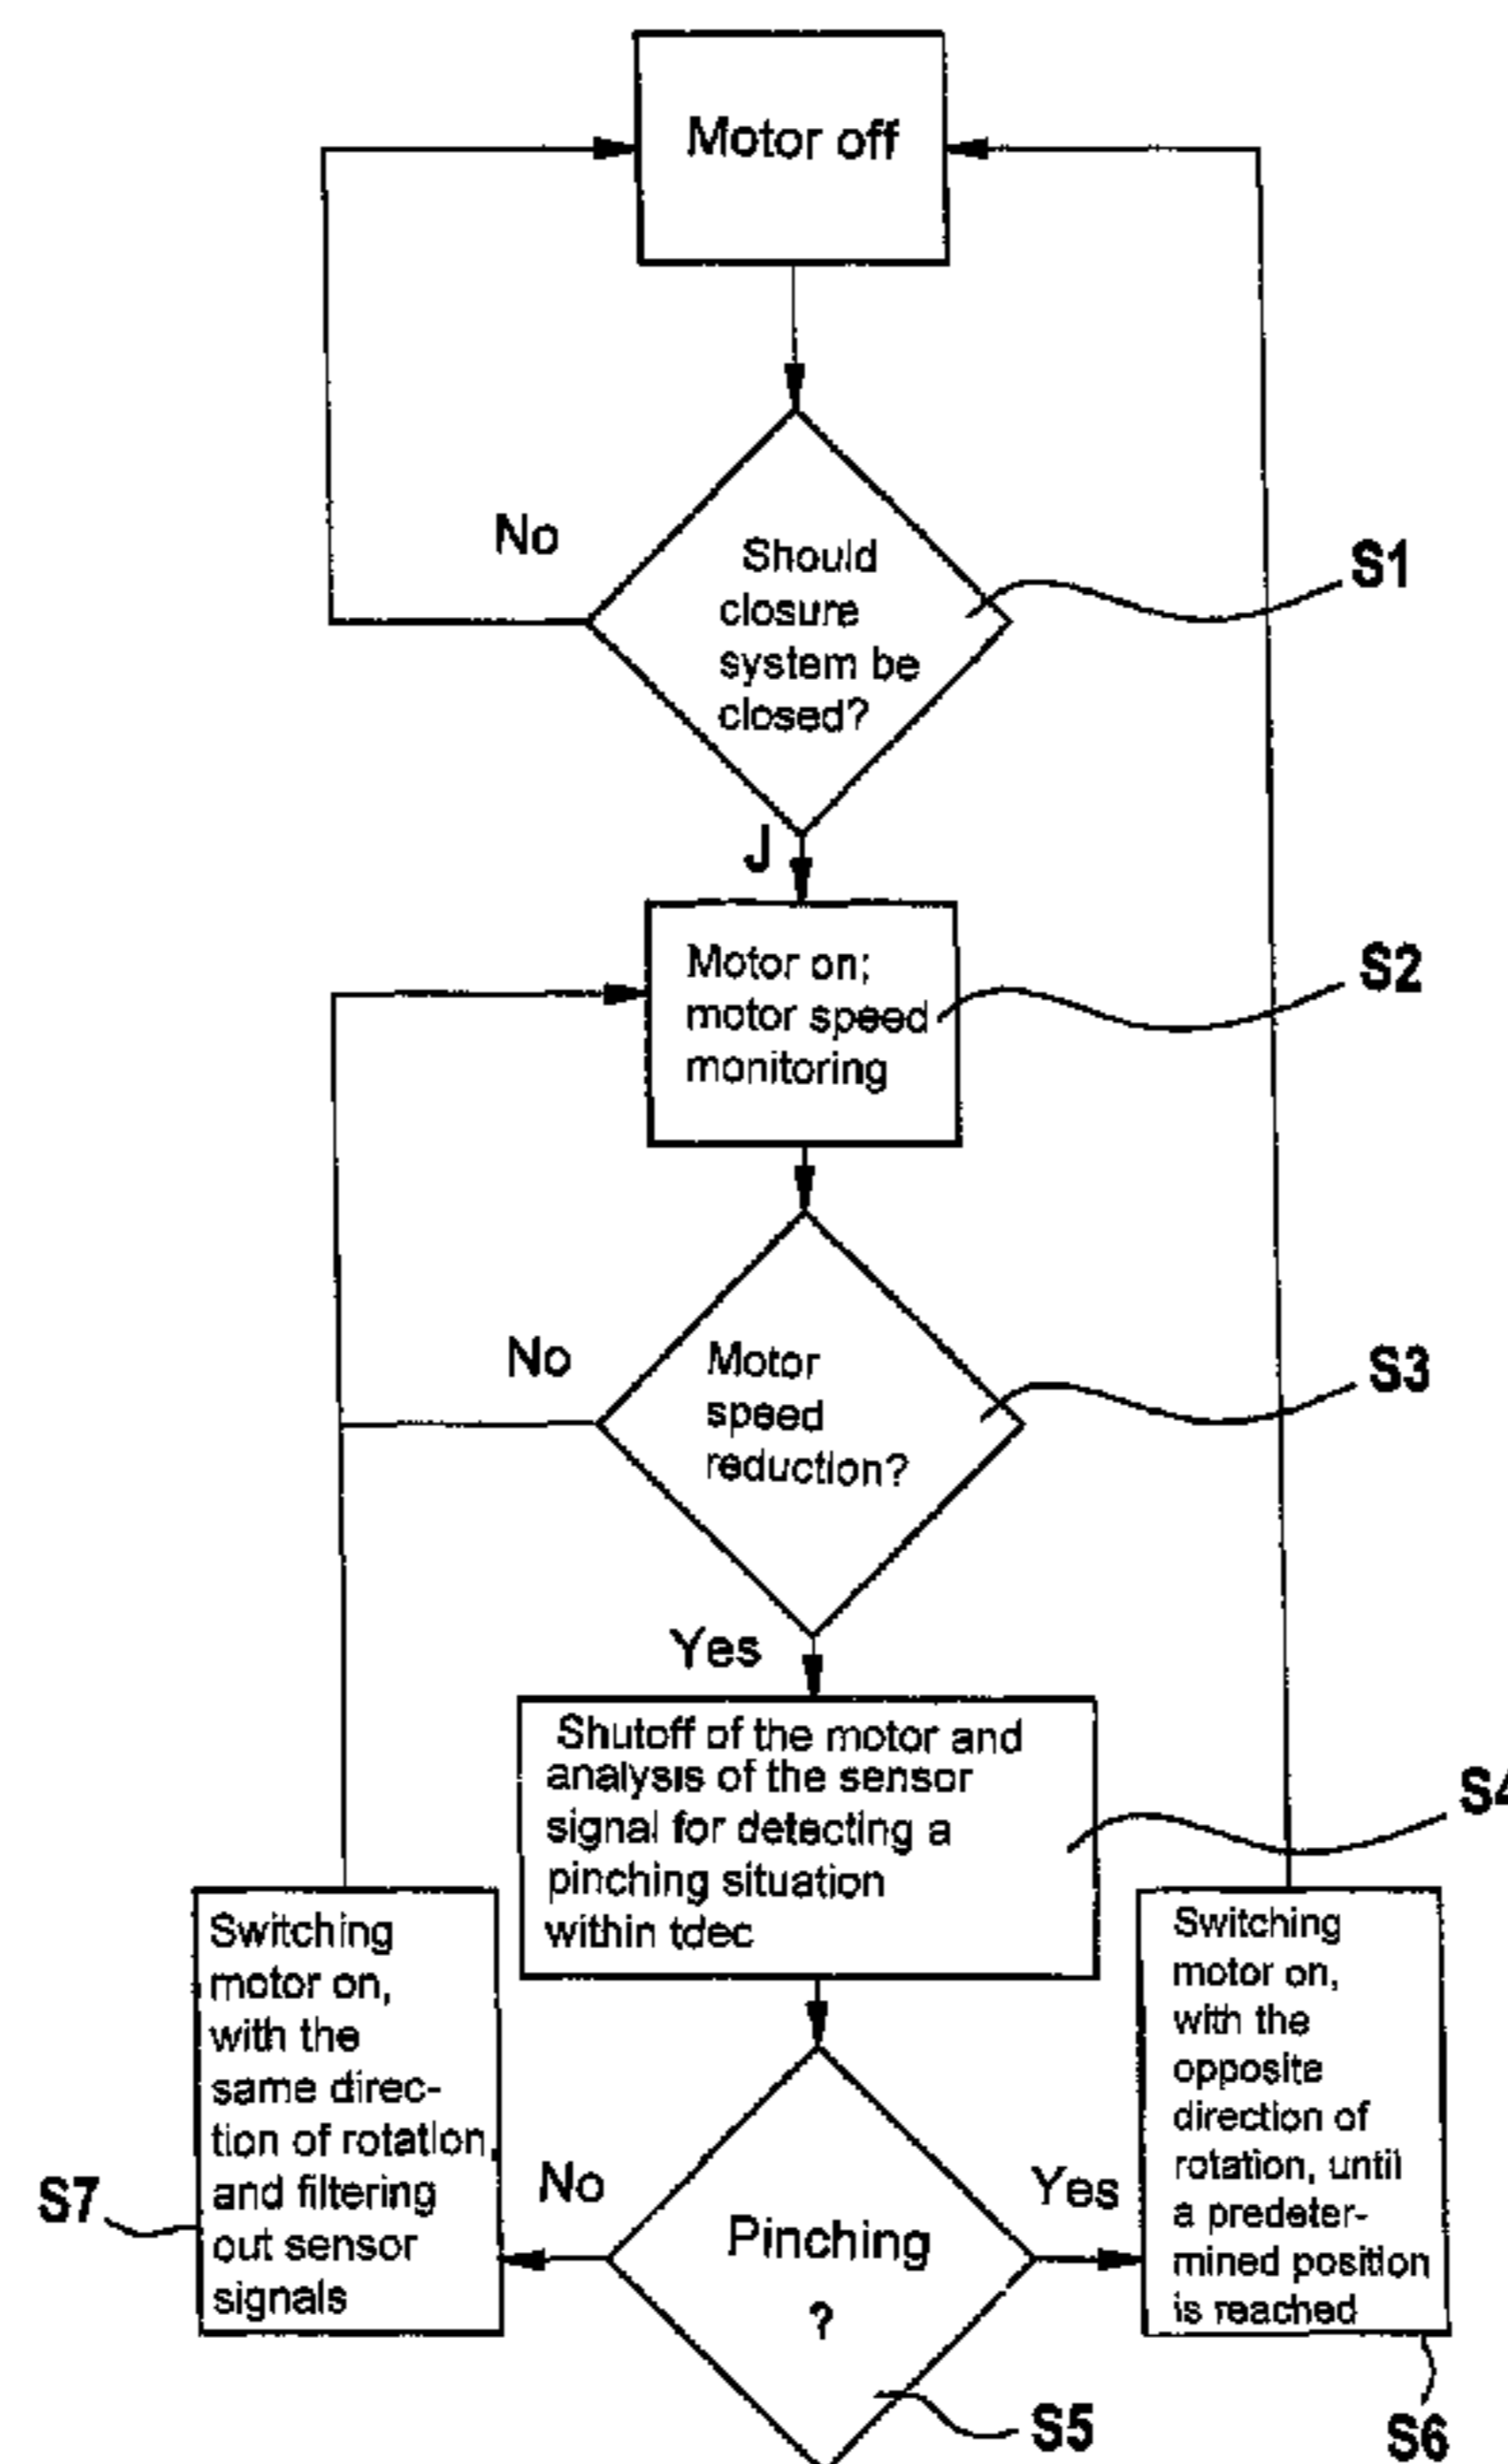 Motor off
No
Should
closure
system be
closed?
S1
J
Motor on;
motor speed
monitoring
S2
No
Motor
speed
reduction?
S3
Yes
Shutoff of the motor and
analysis of the sensor
signal for detecting a
pinching situation
within tdec
S4
Switching
motor on,
with the
same direc-
tion of rotation
and filtering
out sensor
signals
S7
No
Pinching
?
S5
Yes
Switching
motor on,
with the
opposite
direction of
rotation, until
a predeter-
mined position
is reached
S6